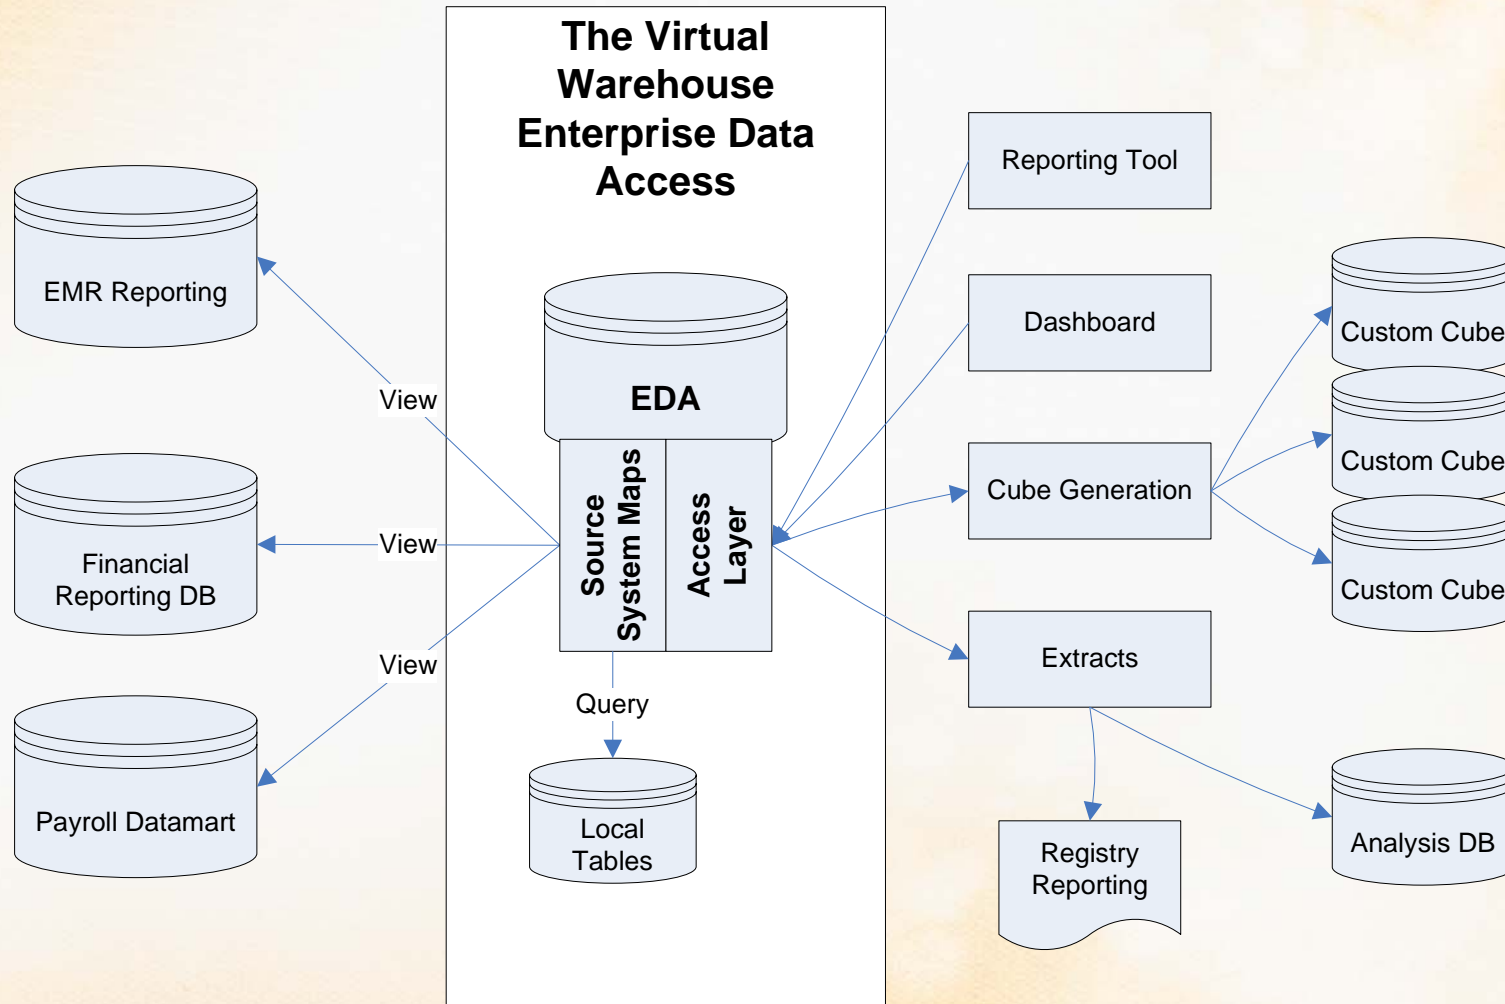 The Virtual
Warehouse
Enterprise Data
Access
EMR Reporting
View
Financial
Reporting DB
View
Payroll Datamart
View
EDA
Source
System Maps
Access
Layer
Query
Local
Tables
Reporting Tool
Dashboard
Cube Generation
Extracts
Registry
Reporting
Custom Cube
Custom Cube
Custom Cube
Analysis DB